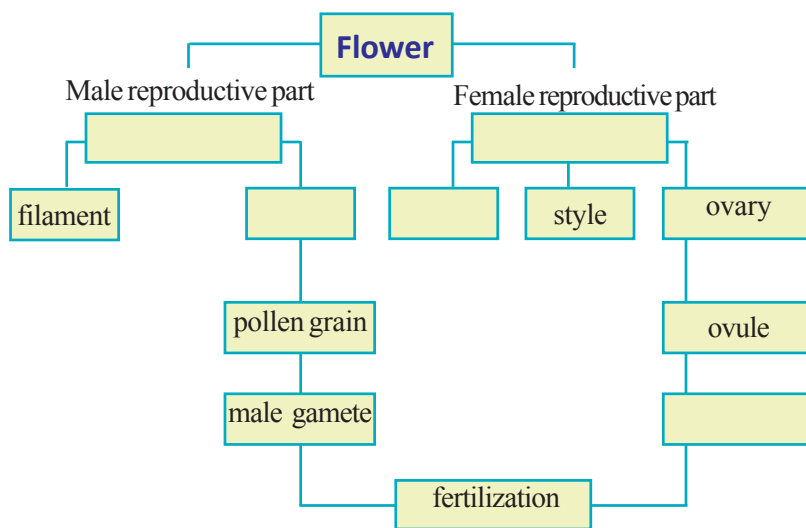 Flower
Male reproductive part
Female reproductive part
filament
style
ovary
pollen grain
ovule
male gamete
fertilization